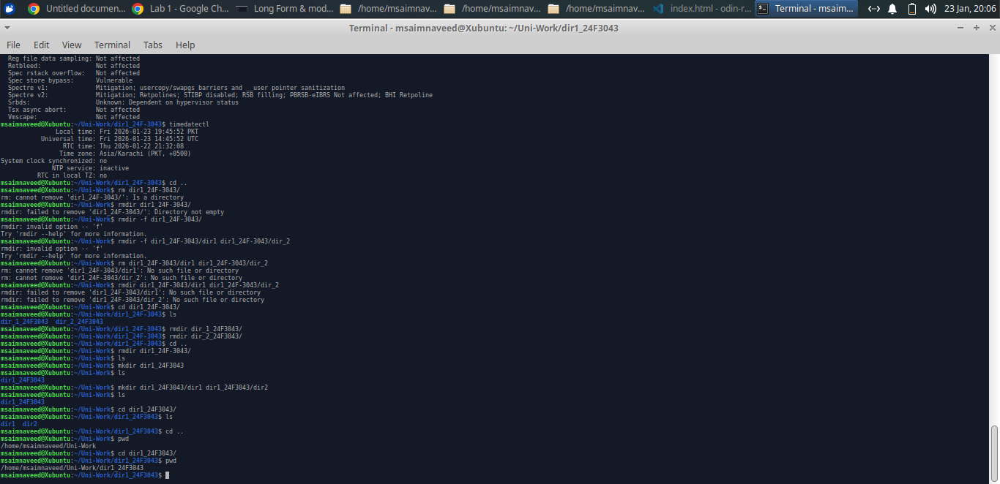 Untitled documen... Lab 1 - Google Ch... Long Form & mod... /home/msaimnav... /home/msaimnav... /home/msaimnav... index.html - odin-r... Terminal - msaim... 23 Jan, 20:06
Terminal - msaimnaveed@Xubuntu: ~/Uni-Work/dir1_24F3043
File Edit View Terminal Tabs Help
Reg file data sampling: Not affected
Retbleed: Not affected
Spec rstack overflow: Not affected
Spec store bypass: Vulnerable
Spectre v1: Mitigation; usercopy/swapgs barriers and __user pointer sanitization
Spectre v2: Mitigation; Retpolines; STIBP disabled; RSB filling; PBRSB-eIBRS Not affected; BHI Retpoline
Srbds: Unknown: Dependent on hypervisor status
Tsx async abort: Not affected
Vmscape: Not affected
msaimnaveed@Xubuntu:~/Uni-Work/dir1_24F-3043$ timedatectl
Local time: Fri 2026-01-23 19:45:52 PKT
Universal time: Fri 2026-01-23 14:45:52 UTC
RTC time: Thu 2026-01-22 21:32:08
Time zone: Asia/Karachi (PKT, +0500)
System clock synchronized: no
NTP service: inactive
RTC in local TZ: no
msaimnaveed@Xubuntu:~/Uni-Work/dir1_24F-3043$ cd ..
msaimnaveed@Xubuntu:~/Uni-Work$ rm dir1_24F-3043/
rm: cannot remove 'dir1_24F-3043/': Is a directory
msaimnaveed@Xubuntu:~/Uni-Work$ rmdir dir1_24F-3043/
rmdir: failed to remove 'dir1_24F-3043/': Directory not empty
msaimnaveed@Xubuntu:~/Uni-Work$ rmdir -f dir1_24F-3043/
rmdir: invalid option -- 'f'
Try 'rmdir --help' for more information.
msaimnaveed@Xubuntu:~/Uni-Work$ rmdir -f dir1_24F-3043/dir1 dir1_24F-3043/dir_2
rmdir: invalid option -- 'f'
Try 'rmdir --help' for more information.
msaimnaveed@Xubuntu:~/Uni-Work$ rm dir1_24F-3043/dir1 dir1_24F-3043/dir_2
rm: cannot remove 'dir1_24F-3043/dir1': No such file or directory
rm: cannot remove 'dir1_24F-3043/dir_2': No such file or directory
msaimnaveed@Xubuntu:~/Uni-Work$ rmdir dir1_24F-3043/dir1 dir1_24F-3043/dir_2
rmdir: failed to remove 'dir1_24F-3043/dir1': No such file or directory
rmdir: failed to remove 'dir1_24F-3043/dir_2': No such file or directory
msaimnaveed@Xubuntu:~/Uni-Work$ cd dir1_24F-3043/
msaimnaveed@Xubuntu:~/Uni-Work/dir1_24F-3043$ ls
dir_1_24F3043 dir_2_24F3043
msaimnaveed@Xubuntu:~/Uni-Work/dir1_24F-3043$ rmdir dir_1_24F3043/
msaimnaveed@Xubuntu:~/Uni-Work/dir1_24F-3043$ rmdir dir_2_24F3043/
msaimnaveed@Xubuntu:~/Uni-Work/dir1_24F-3043$ cd ..
msaimnaveed@Xubuntu:~/Uni-Work$ rmdir dir1_24F-3043/
msaimnaveed@Xubuntu:~/Uni-Work$ ls
msaimnaveed@Xubuntu:~/Uni-Work$ mkdir dir1_24F3043
msaimnaveed@Xubuntu:~/Uni-Work$ ls
dir1_24F3043
msaimnaveed@Xubuntu:~/Uni-Work$ mkdir dir1_24F3043/dir1 dir1_24F3043/dir2
msaimnaveed@Xubuntu:~/Uni-Work$ ls
dir1_24F3043
msaimnaveed@Xubuntu:~/Uni-Work$ cd dir1_24F3043/
msaimnaveed@Xubuntu:~/Uni-Work/dir1_24F3043$ ls
dir1 dir2
msaimnaveed@Xubuntu:~/Uni-Work/dir1_24F3043$ cd ..
msaimnaveed@Xubuntu:~/Uni-Work$ pwd
/home/msaimnaveed/Uni-Work
msaimnaveed@Xubuntu:~/Uni-Work$ cd dir1_24F3043/
msaimnaveed@Xubuntu:~/Uni-Work/dir1_24F3043$ pwd
/home/msaimnaveed/Uni-Work/dir1_24F3043
msaimnaveed@Xubuntu:~/Uni-Work/dir1_24F3043$